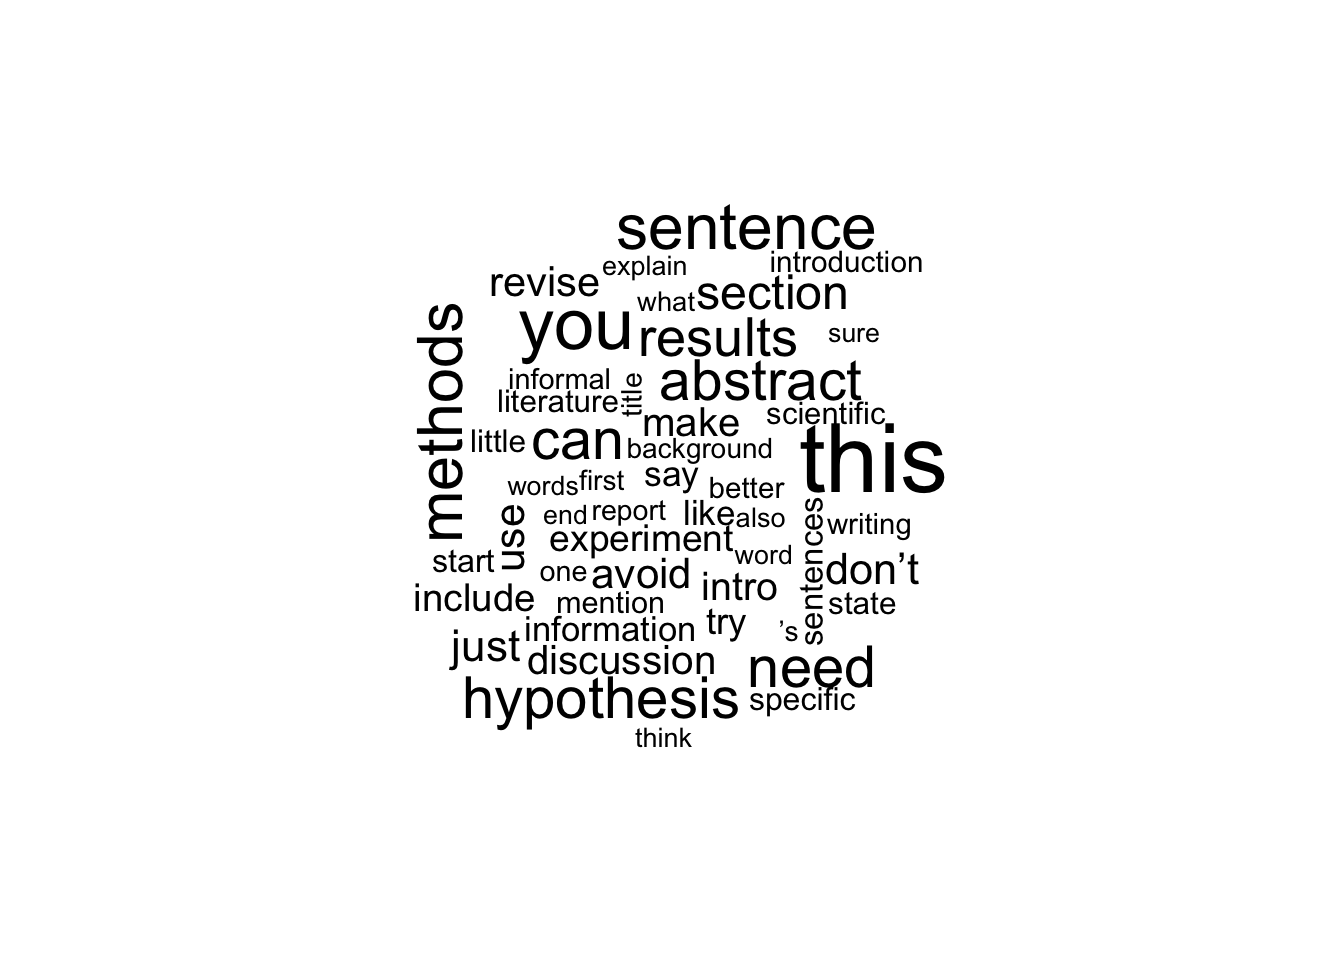 sentence
explain
introduction
revise
what
section
methods
you
results
sure
informal
title
abstract
literature
make
scientific
little
can
background
this
words
first
say
better
use
end
report
like
also
sentences
writing
experiment
word
start
one
avoid
intro
don’t
include
mention
state
information
try
’s
just
discussion
need
hypothesis
specific
think